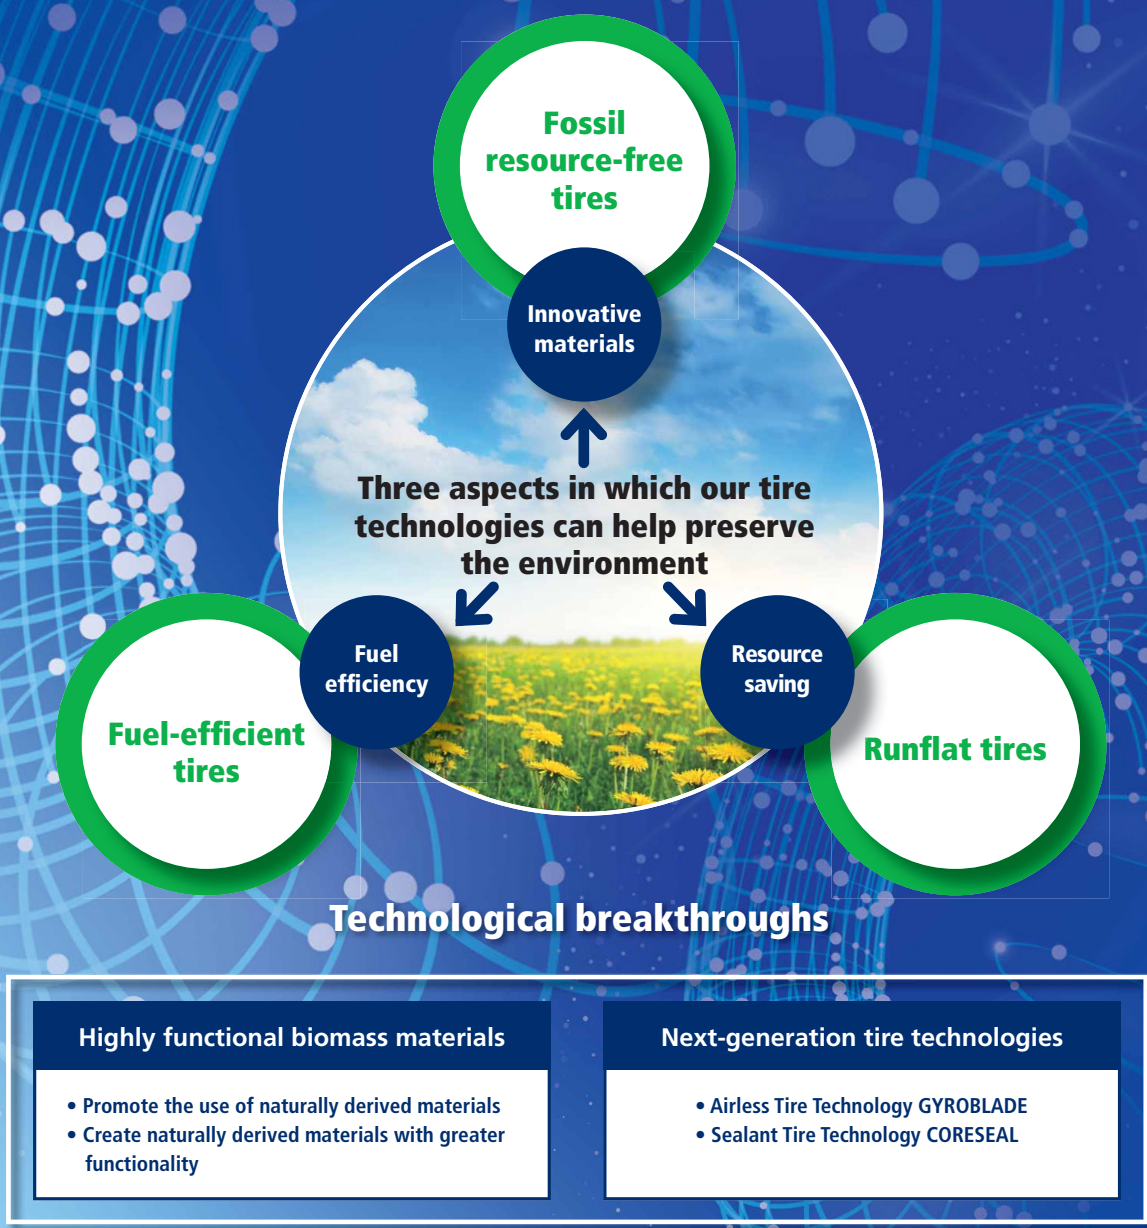 Fossil
resource-free
tires
Innovative
materials
Three aspects in which our tire
technologies can help preserve
the environment
Fuel
efficiency
Resource
saving
Fuel-efficient
tires
Runflat tires
Technological breakthroughs
Highly functional biomass materials
• Promote the use of naturally derived materials
• Create naturally derived materials with greater
functionality
Next-generation tire technologies
• Airless Tire Technology GYROBLADE
• Sealant Tire Technology CORESEAL